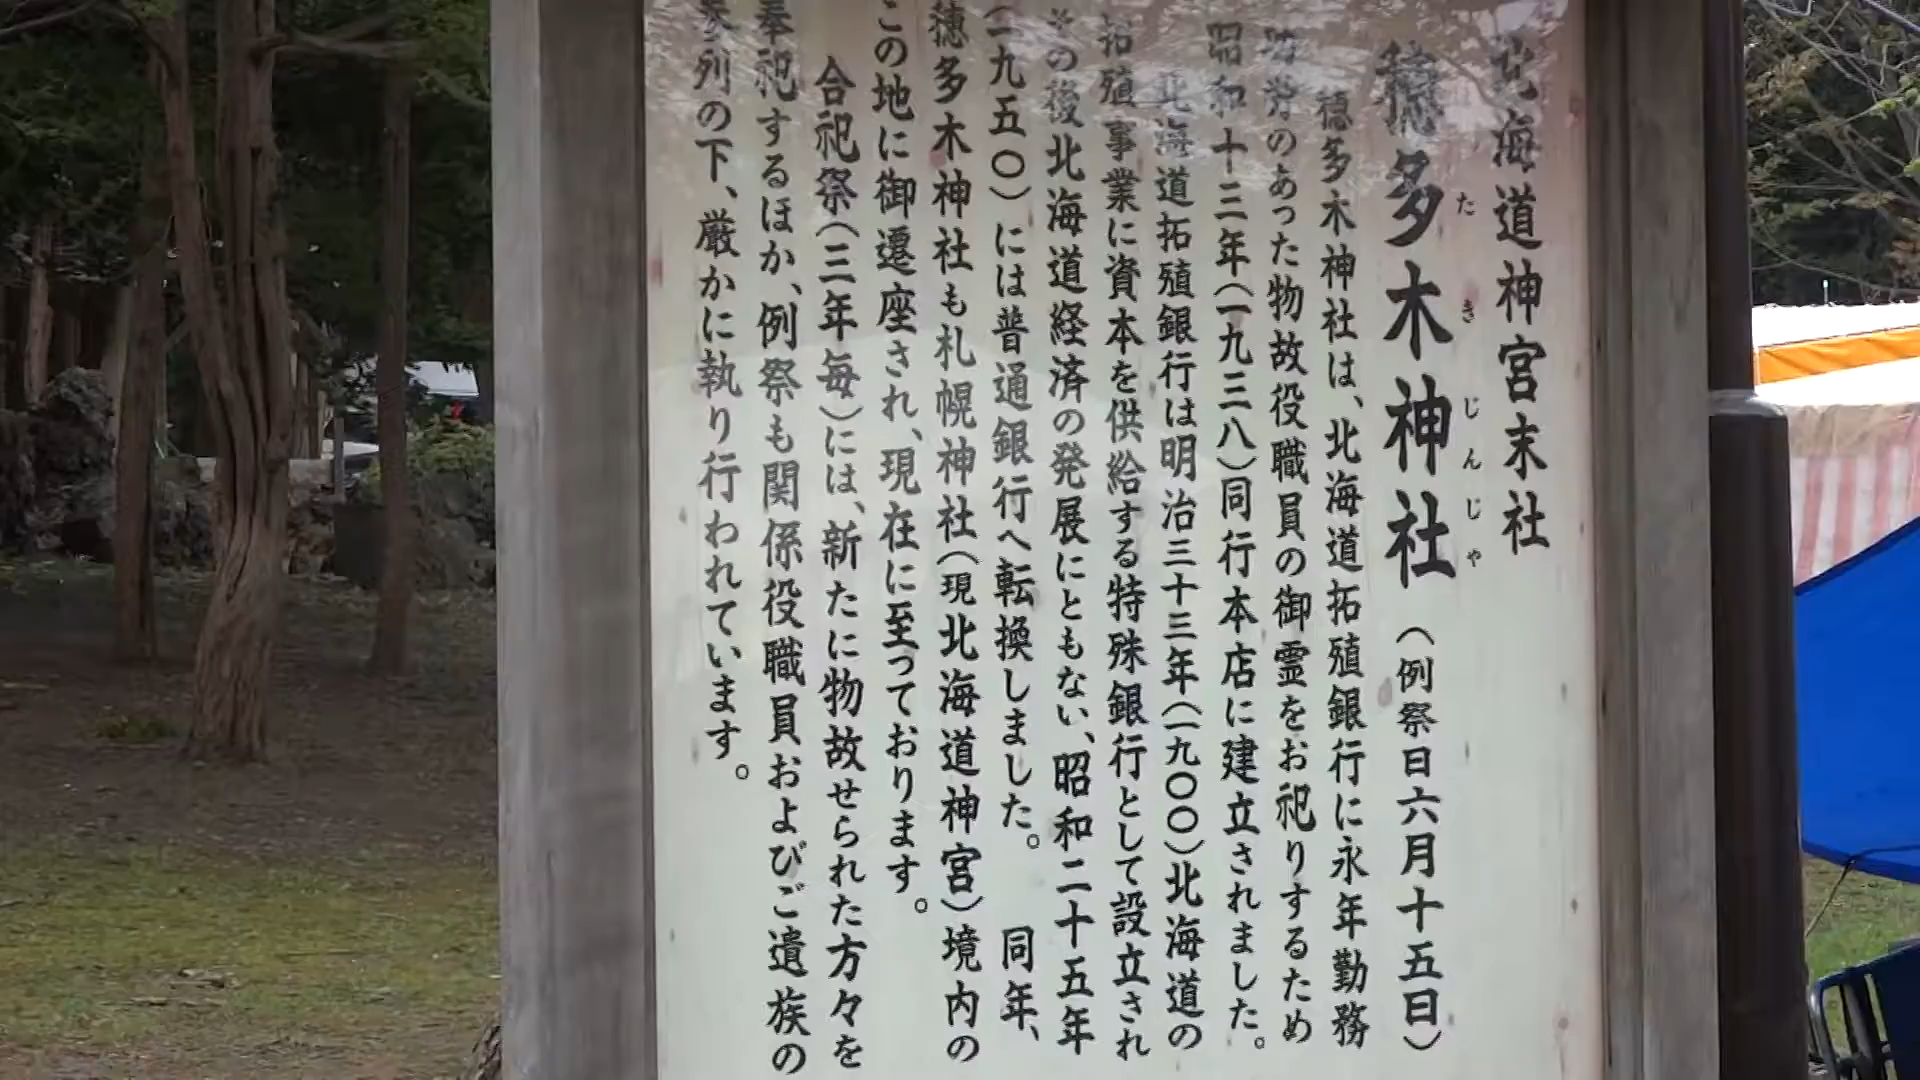 北海道神宮末社
穂多木神社（例祭日六月十五日）
たきじんじゃ
穂多木神社は、北海道拓殖銀行に永年勤務
功労のあった物故役職員の御霊をお祀りするため
昭和十三年（一九三八）同行本店に建立されました。
北海道拓殖銀行は明治三十三年（一九〇〇）北海道の
拓殖事業に資本を供給する特殊銀行として設立され
その後北海道経済の発展にともない、昭和二十五年
（一九五〇）には普通銀行へ転換しました。　同年、
穂多木神社も札幌神社（現北海道神宮）境内の
この地に御遷座され、現在に至っております。
合祀祭（三年毎）には、新たに物故せられた方々を
奉祀するほか、例祭も関係役職員およびご遺族の
参列の下、厳かに執り行われています。